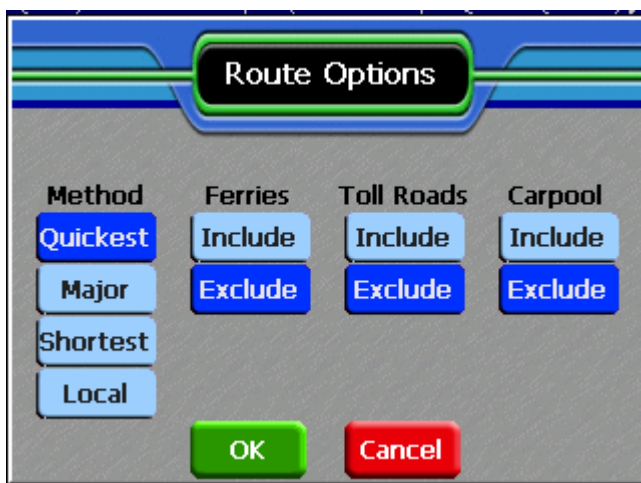 Route Options
Method Ferries Toll Roads Carpool
Quickest Include Include Include
Major Exclude Exclude Exclude
Shortest
Local
OK Cancel